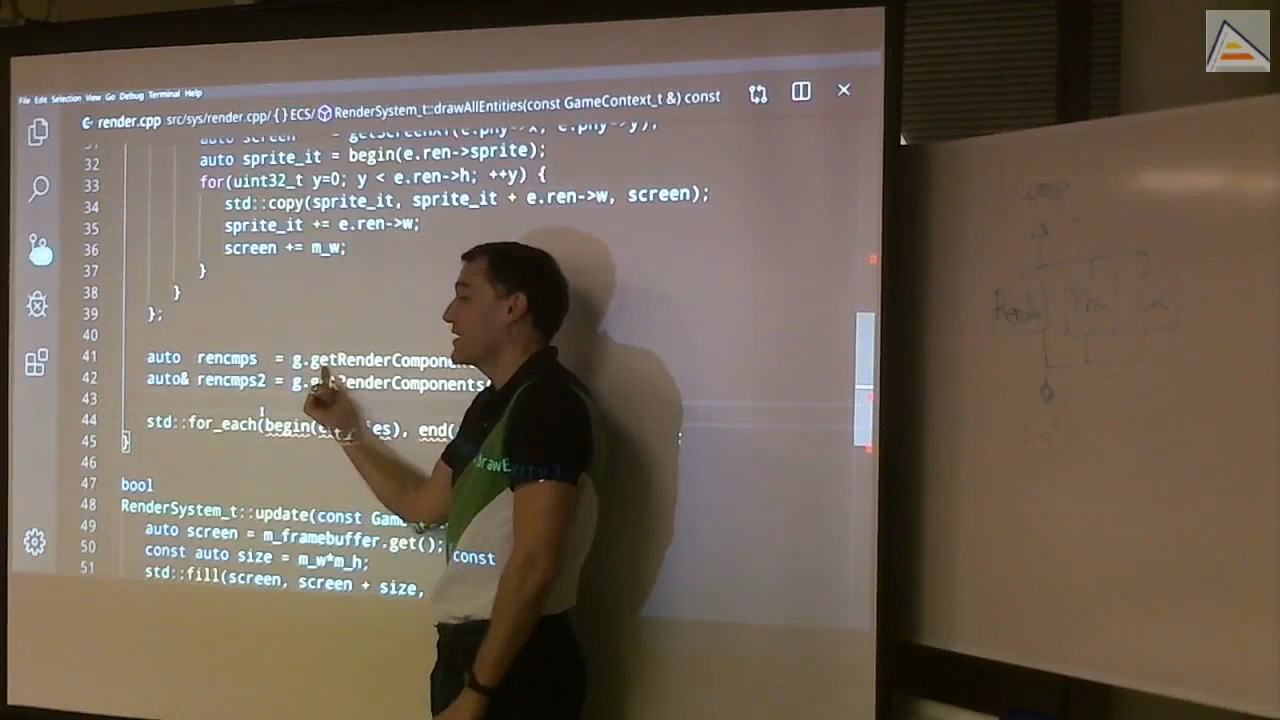 File Edit Selection View Go Debug Terminal Help
render.cpp src/sys/render.cpp/ { } ECS/ RenderSystem_t::drawAllEntities(const GameContext_t &) const
32 auto sprite_it = begin(e.ren->sprite);
33 for(uint32_t y=0; y < e.ren->h; ++y) {
34 std::copy(sprite_it, sprite_it + e.ren->w, screen);
35 sprite_it += e.ren->w;
36 screen += m_w;
37 }
38 }
39 };
40
41 auto rencmps = g.getRenderCompone
42 auto& rencmps2 = g.getRenderComponents
43
44 std::for_each(begin( es), end( ;
45 }
46
47 bool
48 RenderSystem_t::update(const Gam
49 auto screen = m_framebuffer.get();
50 const auto size = m_w*m_h;
51 std::fill(screen, screen + size,
const
Render